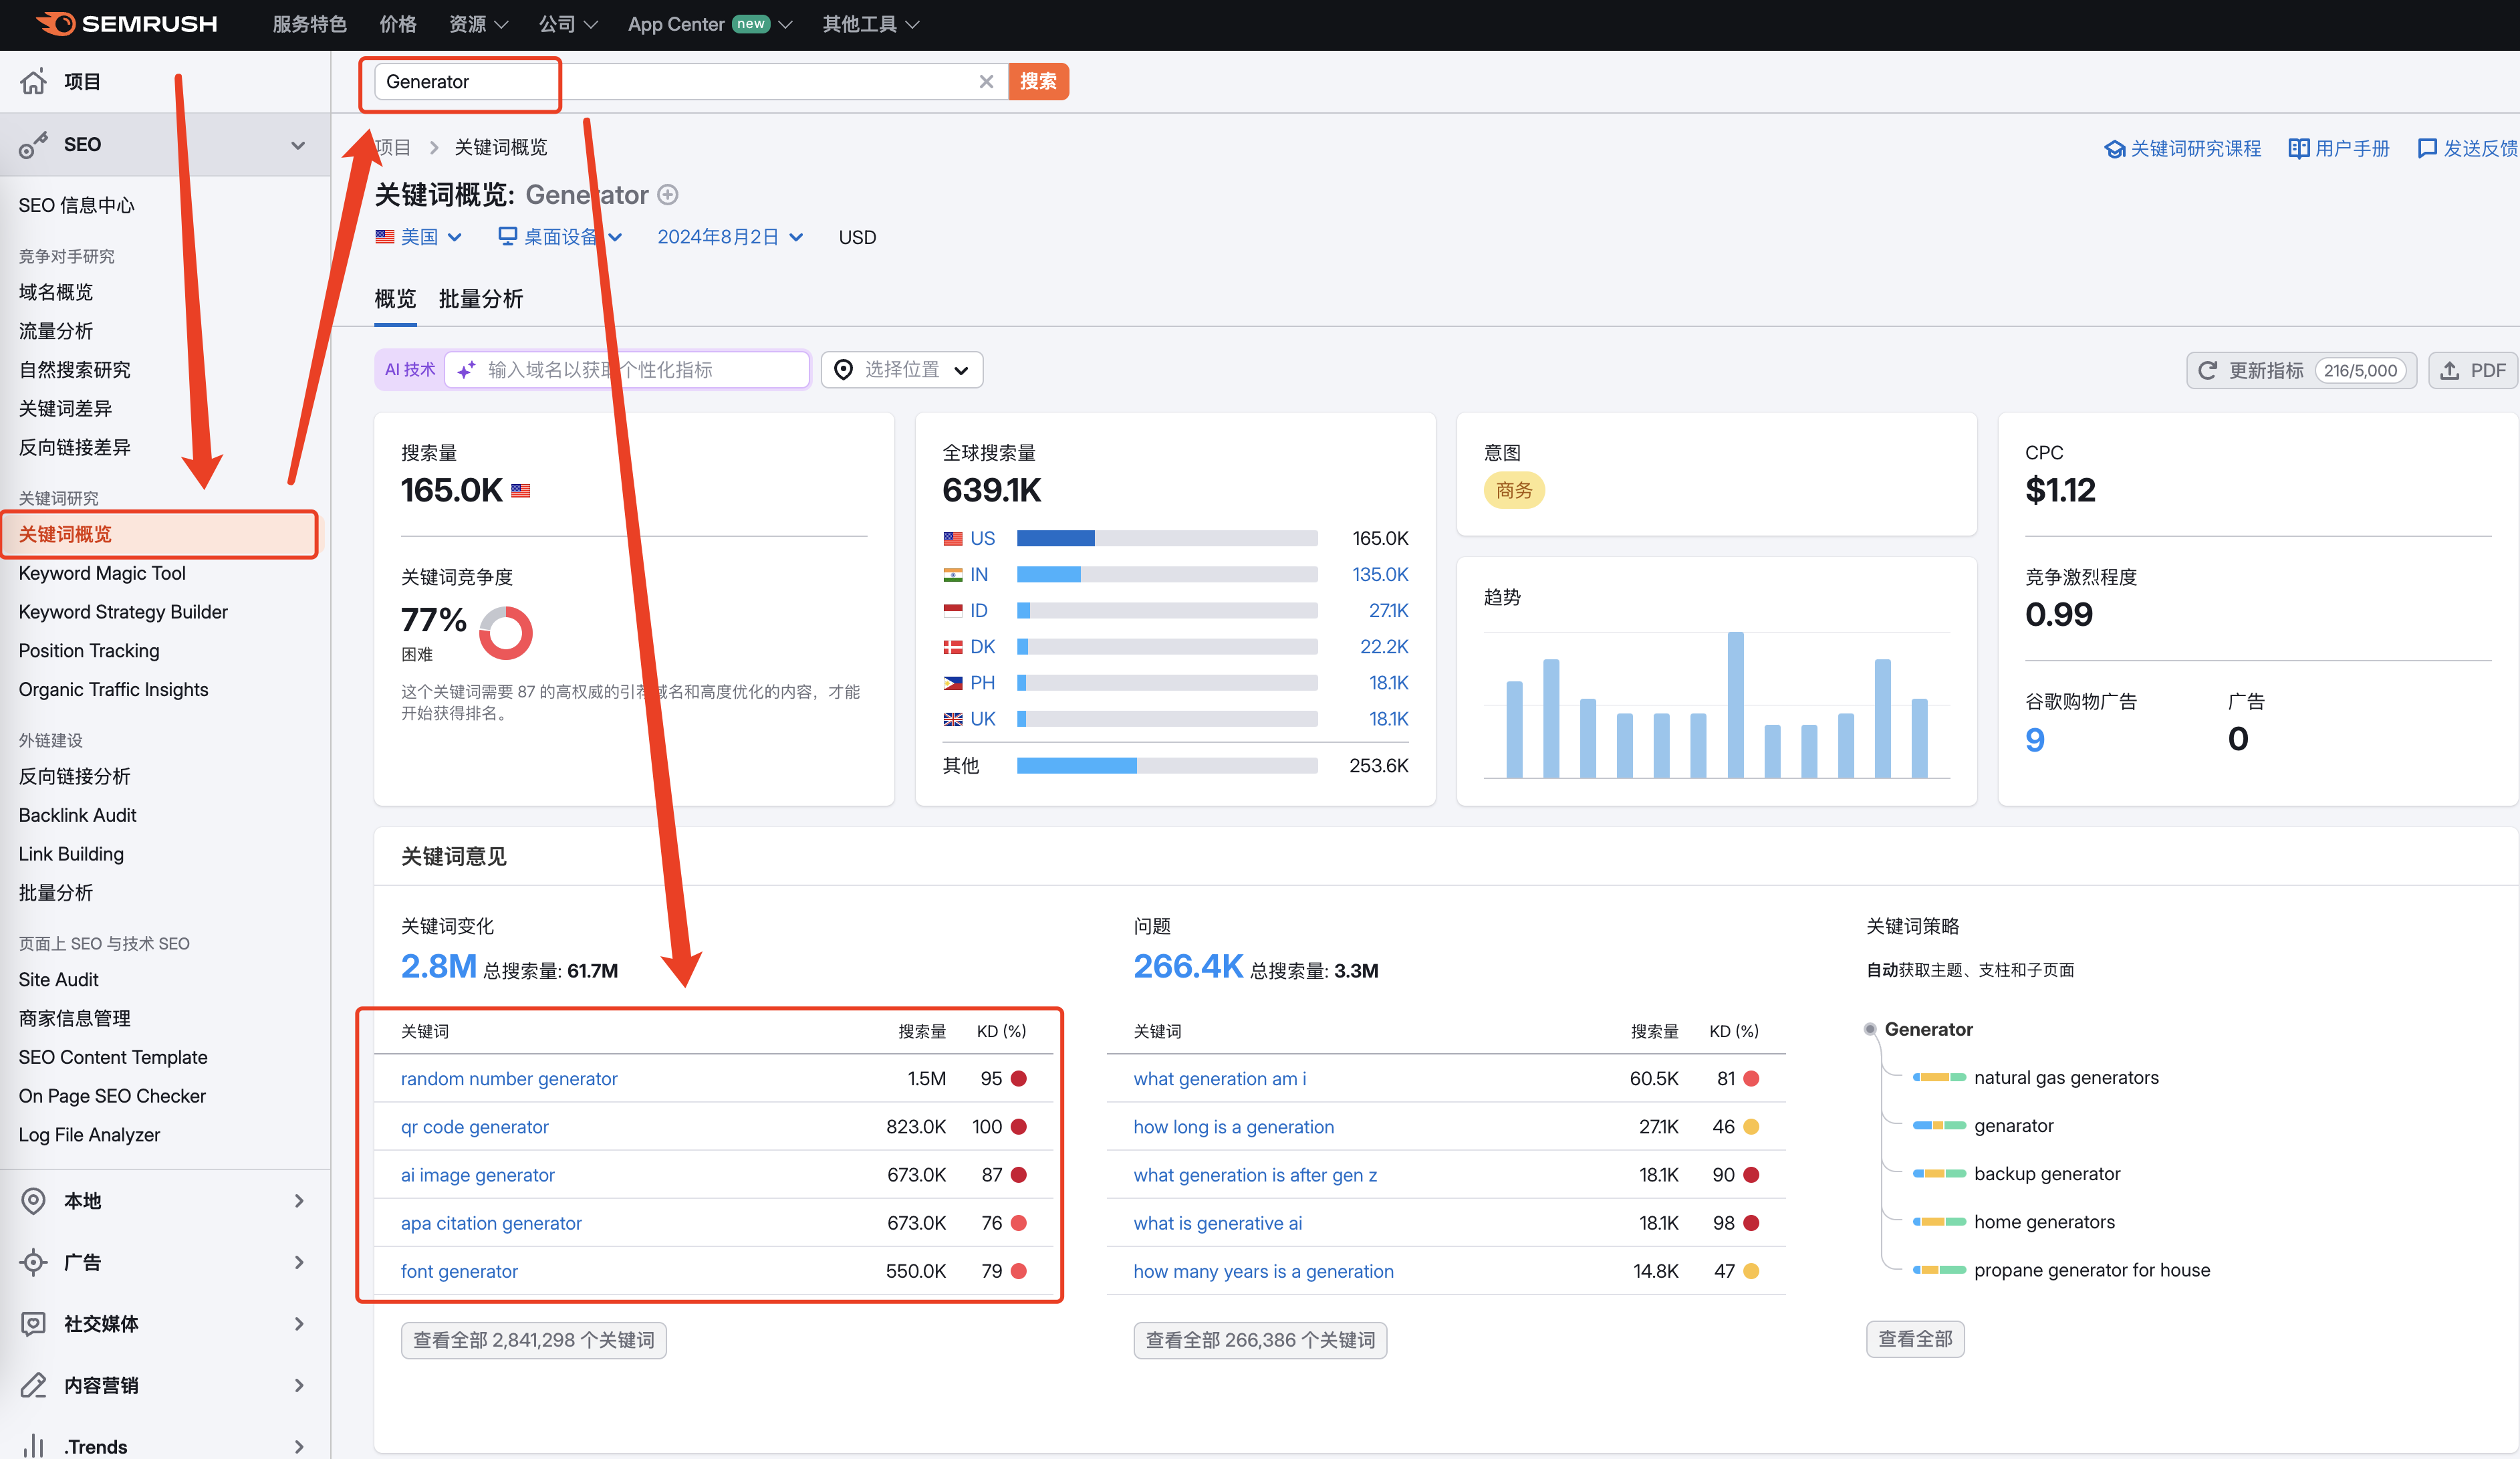 SEMRUSH
服务特色
价格
资源
公司
App Center new
其他工具
项目
SEO
SEO 信息中心
竞争对手研究
域名概览
流量分析
自然搜索研究
关键词差异
反向链接差异
关键词研究
关键词概览
Keyword Magic Tool
Keyword Strategy Builder
Position Tracking
Organic Traffic Insights
外链建设
反向链接分析
Backlink Audit
Link Building
批量分析
页面上 SEO 与技术 SEO
Site Audit
商家信息管理
SEO Content Template
On Page SEO Checker
Log File Analyzer
本地
广告
社交媒体
内容营销
.Trends
Generator
搜索
项目 > 关键词概览
关键词研究课程
用户手册
发送反馈
关键词概览: Generator
美国
桌面设备
2024年8月2日
USD
概览
批量分析
AI 技术
输入域名以获取个性化指标
选择位置
更新指标 216/5,000
PDF
搜索量
165.0K
关键词竞争度
77%
困难
这个关键词需要 87 的高权威的引荐域名和高度优化的内容，才能
开始获得排名。
全球搜索量
639.1K
US 165.0K
IN 135.0K
ID 27.1K
DK 22.2K
PH 18.1K
UK 18.1K
其他 253.6K
意图
商务
趋势
CPC
$1.12
竞争激烈程度
0.99
谷歌购物广告
9
广告
0
关键词意见
关键词变化
2.8M 总搜索量: 61.7M
关键词 搜索量 KD (%)
random number generator 1.5M 95
qr code generator 823.0K 100
ai image generator 673.0K 87
apa citation generator 673.0K 76
font generator 550.0K 79
查看全部 2,841,298 个关键词
问题
266.4K 总搜索量: 3.3M
关键词 搜索量 KD (%)
what generation am i 60.5K 81
how long is a generation 27.1K 46
what generation is after gen z 18.1K 90
what is generative ai 18.1K 98
how many years is a generation 14.8K 47
查看全部 266,386 个关键词
关键词策略
自动获取主题、支柱和子页面
Generator
natural gas generators
genarator
backup generator
home generators
propane generator for house
查看全部